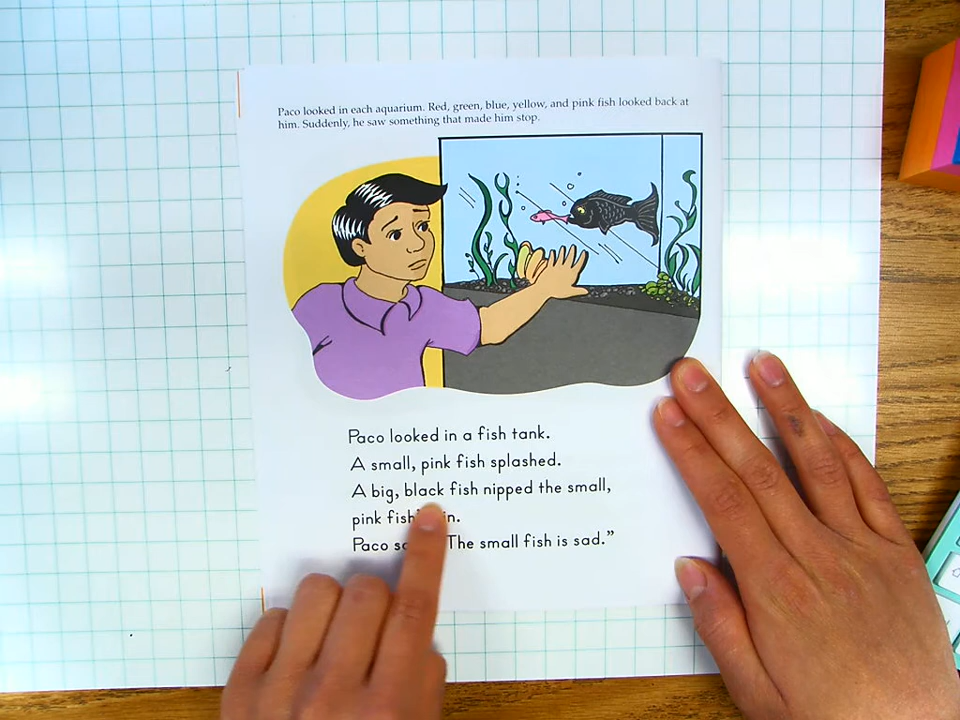 Paco looked in each aquarium. Red, green, blue, yellow, and pink fish looked back at
him. Suddenly, he saw something that made him stop.
Paco looked in a fish tank.
A small, pink fish splashed.
A big, black fish nipped the small,
pink
Paco The small fish is sad.”